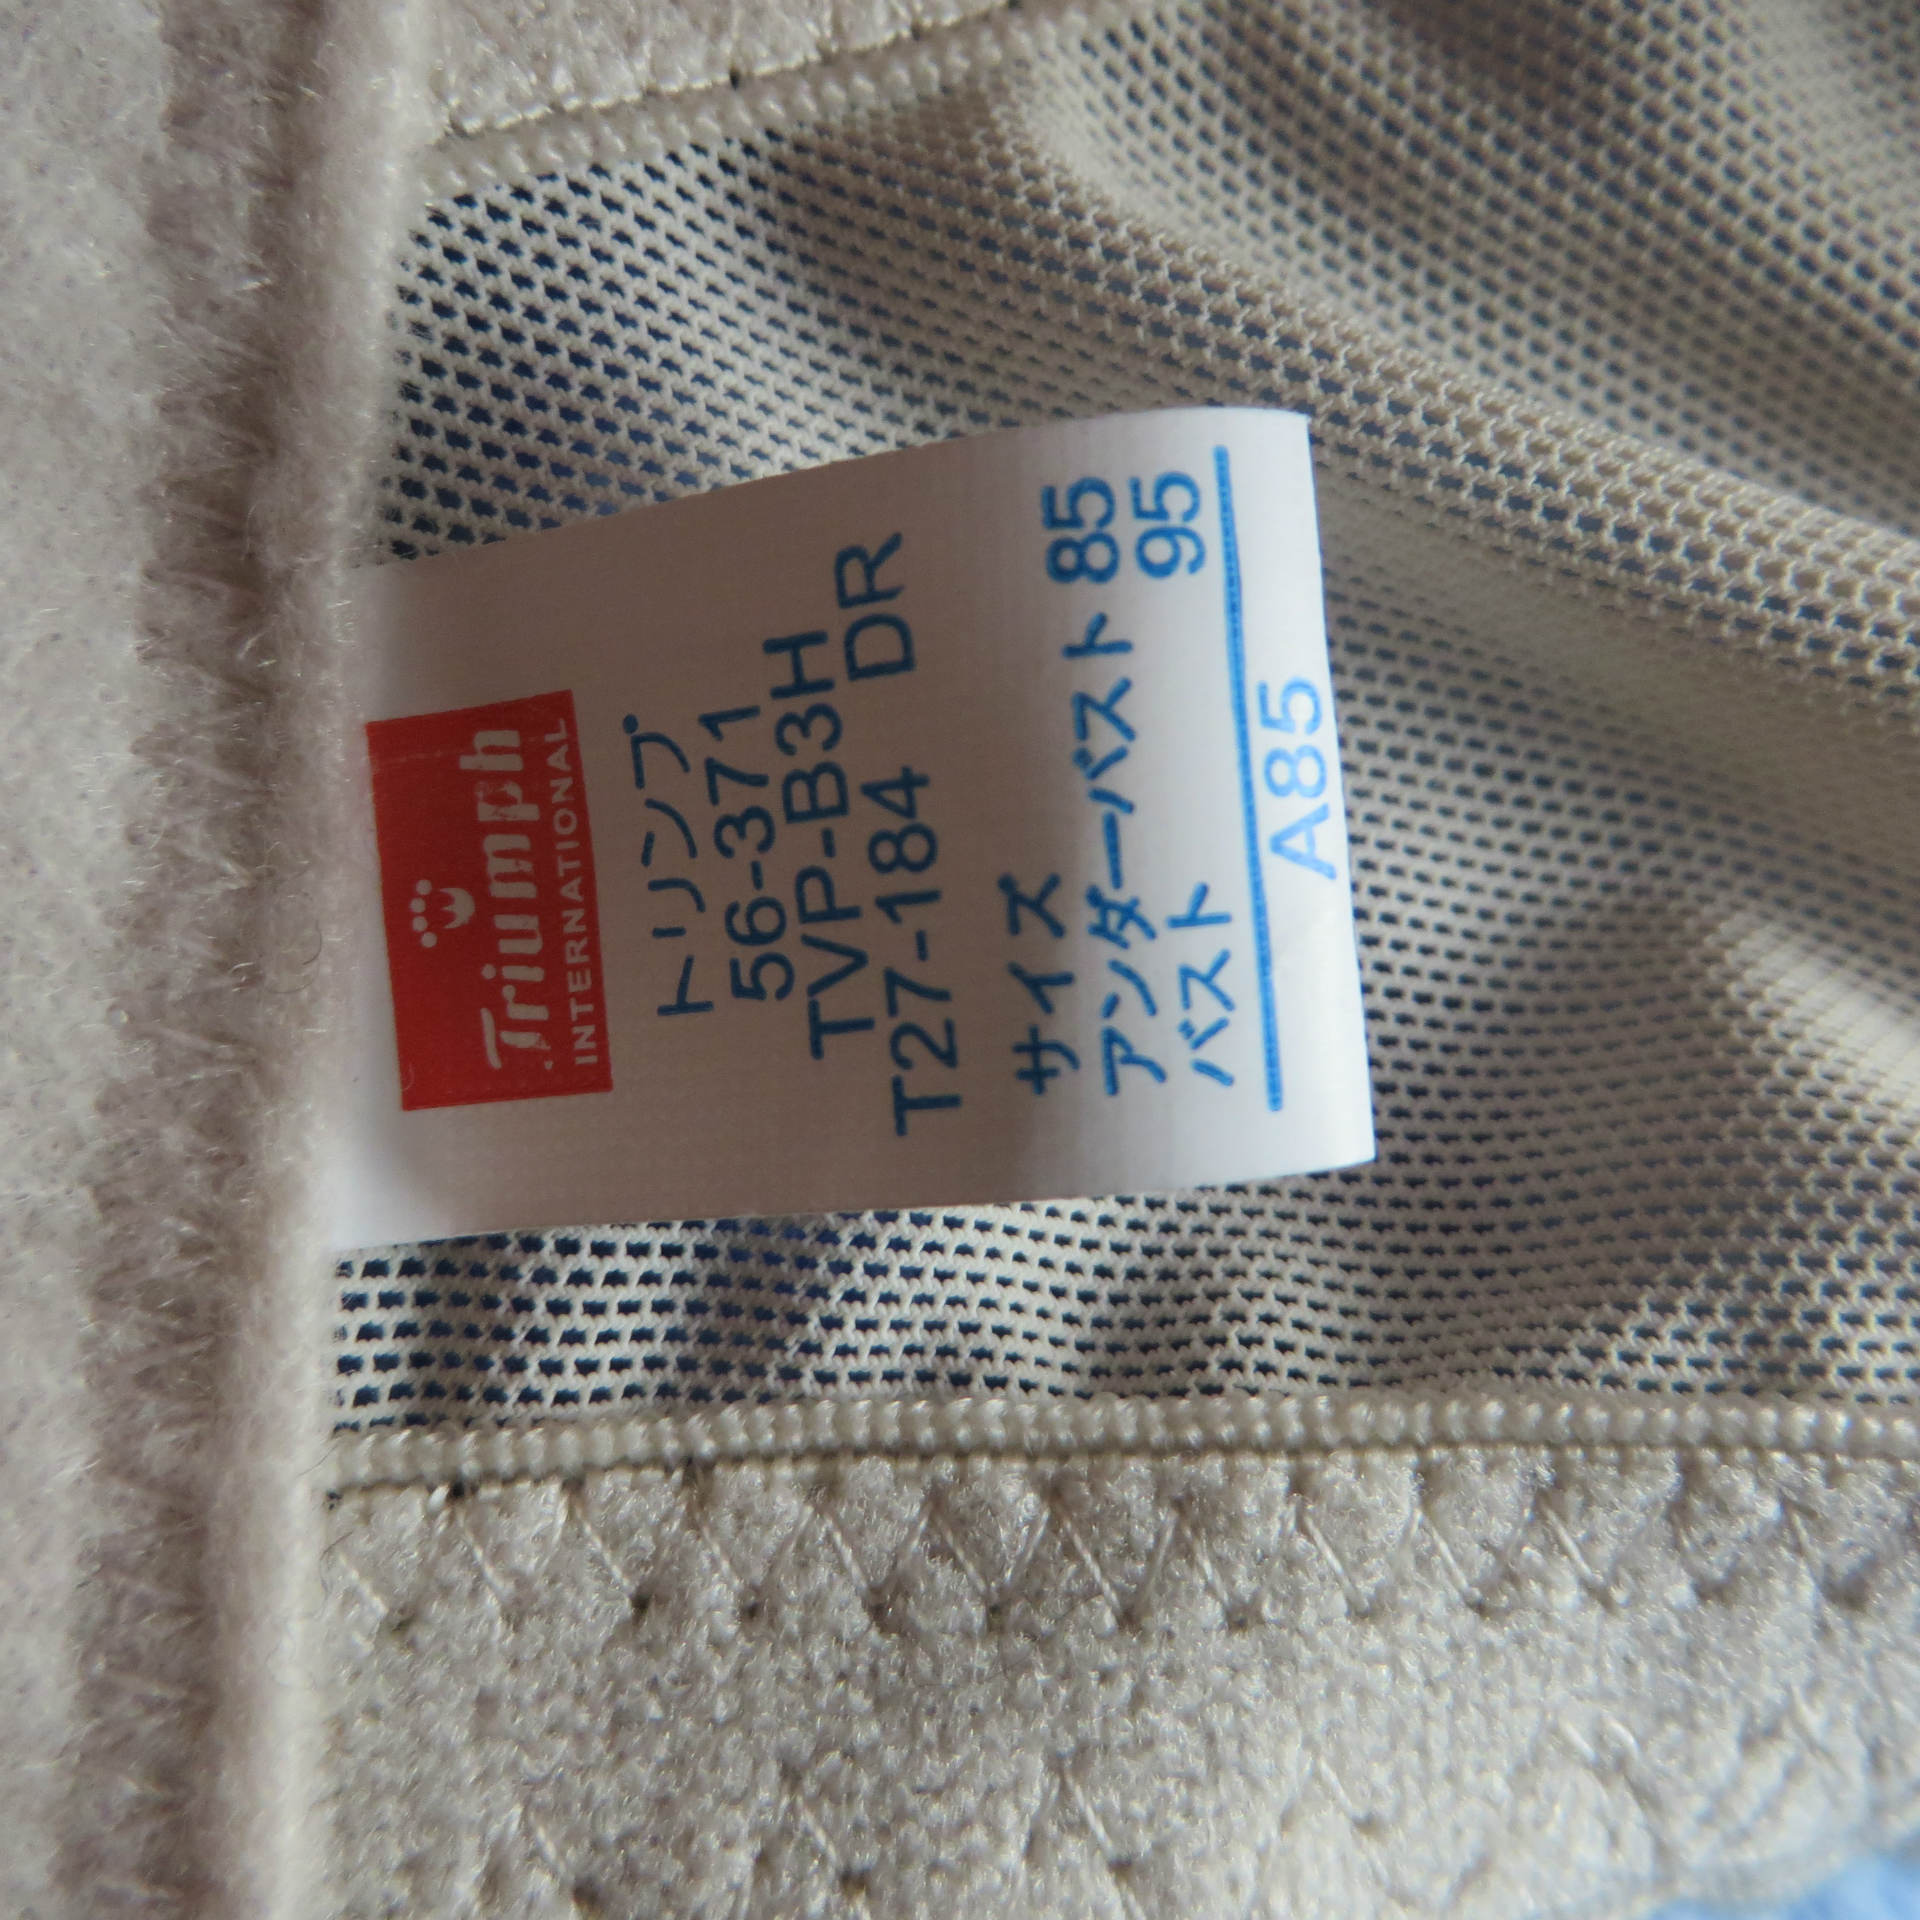 Triumph
INTERNATIONAL
トリンプ
56-371
TVP-B3H
T27-184 DR
サイズ
アンダーバスト 85
バスト 95
A85